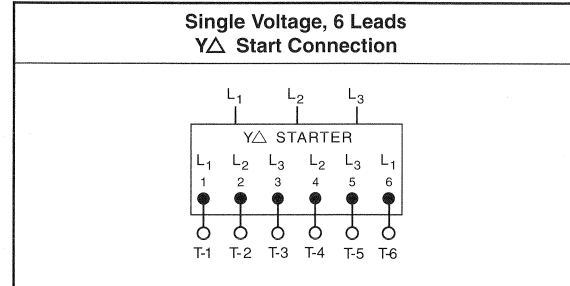 Single Voltage, 6 Leads
Y△ Start Connection
L₁ L₂ L₃
Y△ STARTER
L₁ L₂ L₃ L₂ L₃ L₁
1 2 3 4 5 6
T-1 T-2 T-3 T-4 T-5 T-6